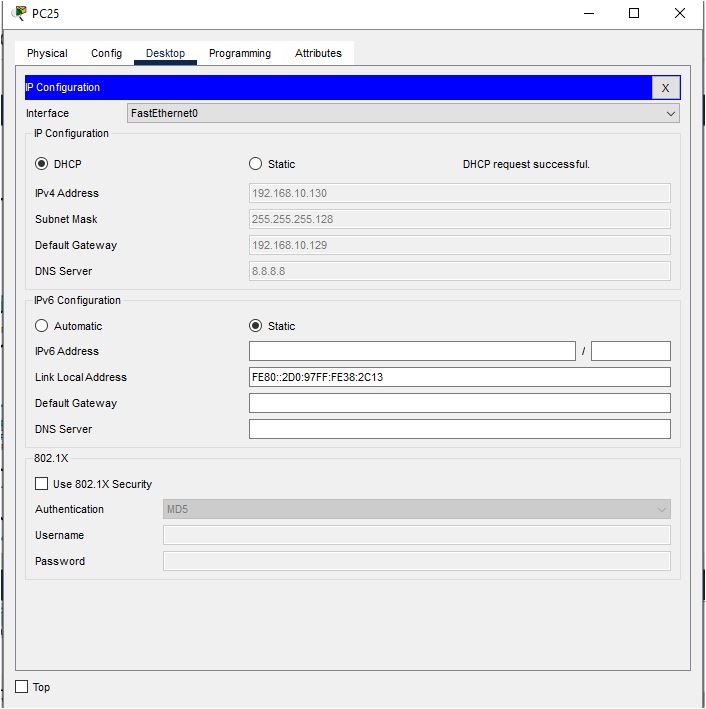 PC25
Physical Config Desktop Programming Attributes
IP Configuration X
Interface FastEthernet0
IP Configuration
DHCP Static DHCP request successful.
IPv4 Address 192.168.10.130
Subnet Mask 255.255.255.128
Default Gateway 192.168.10.129
DNS Server 8.8.8.8
IPv6 Configuration
Automatic Static
IPv6 Address /
Link Local Address FE80::2D0:97FF:FE38:2C13
Default Gateway
DNS Server
802.1X
Use 802.1X Security
Authentication MD5
Username
Password
Top